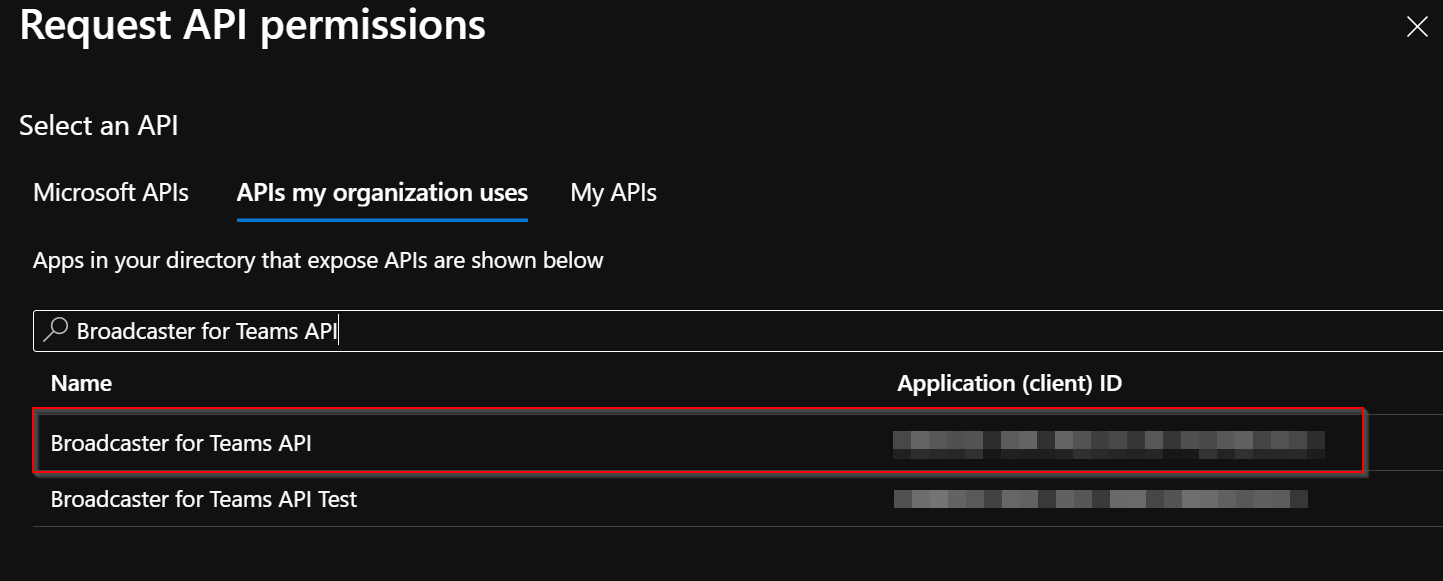 Request API permissions
Select an API
Microsoft APIs APIs my organization uses My APIs
Apps in your directory that expose APIs are shown below
Broadcaster for Teams API
Name Application (client) ID
Broadcaster for Teams API
Broadcaster for Teams API Test